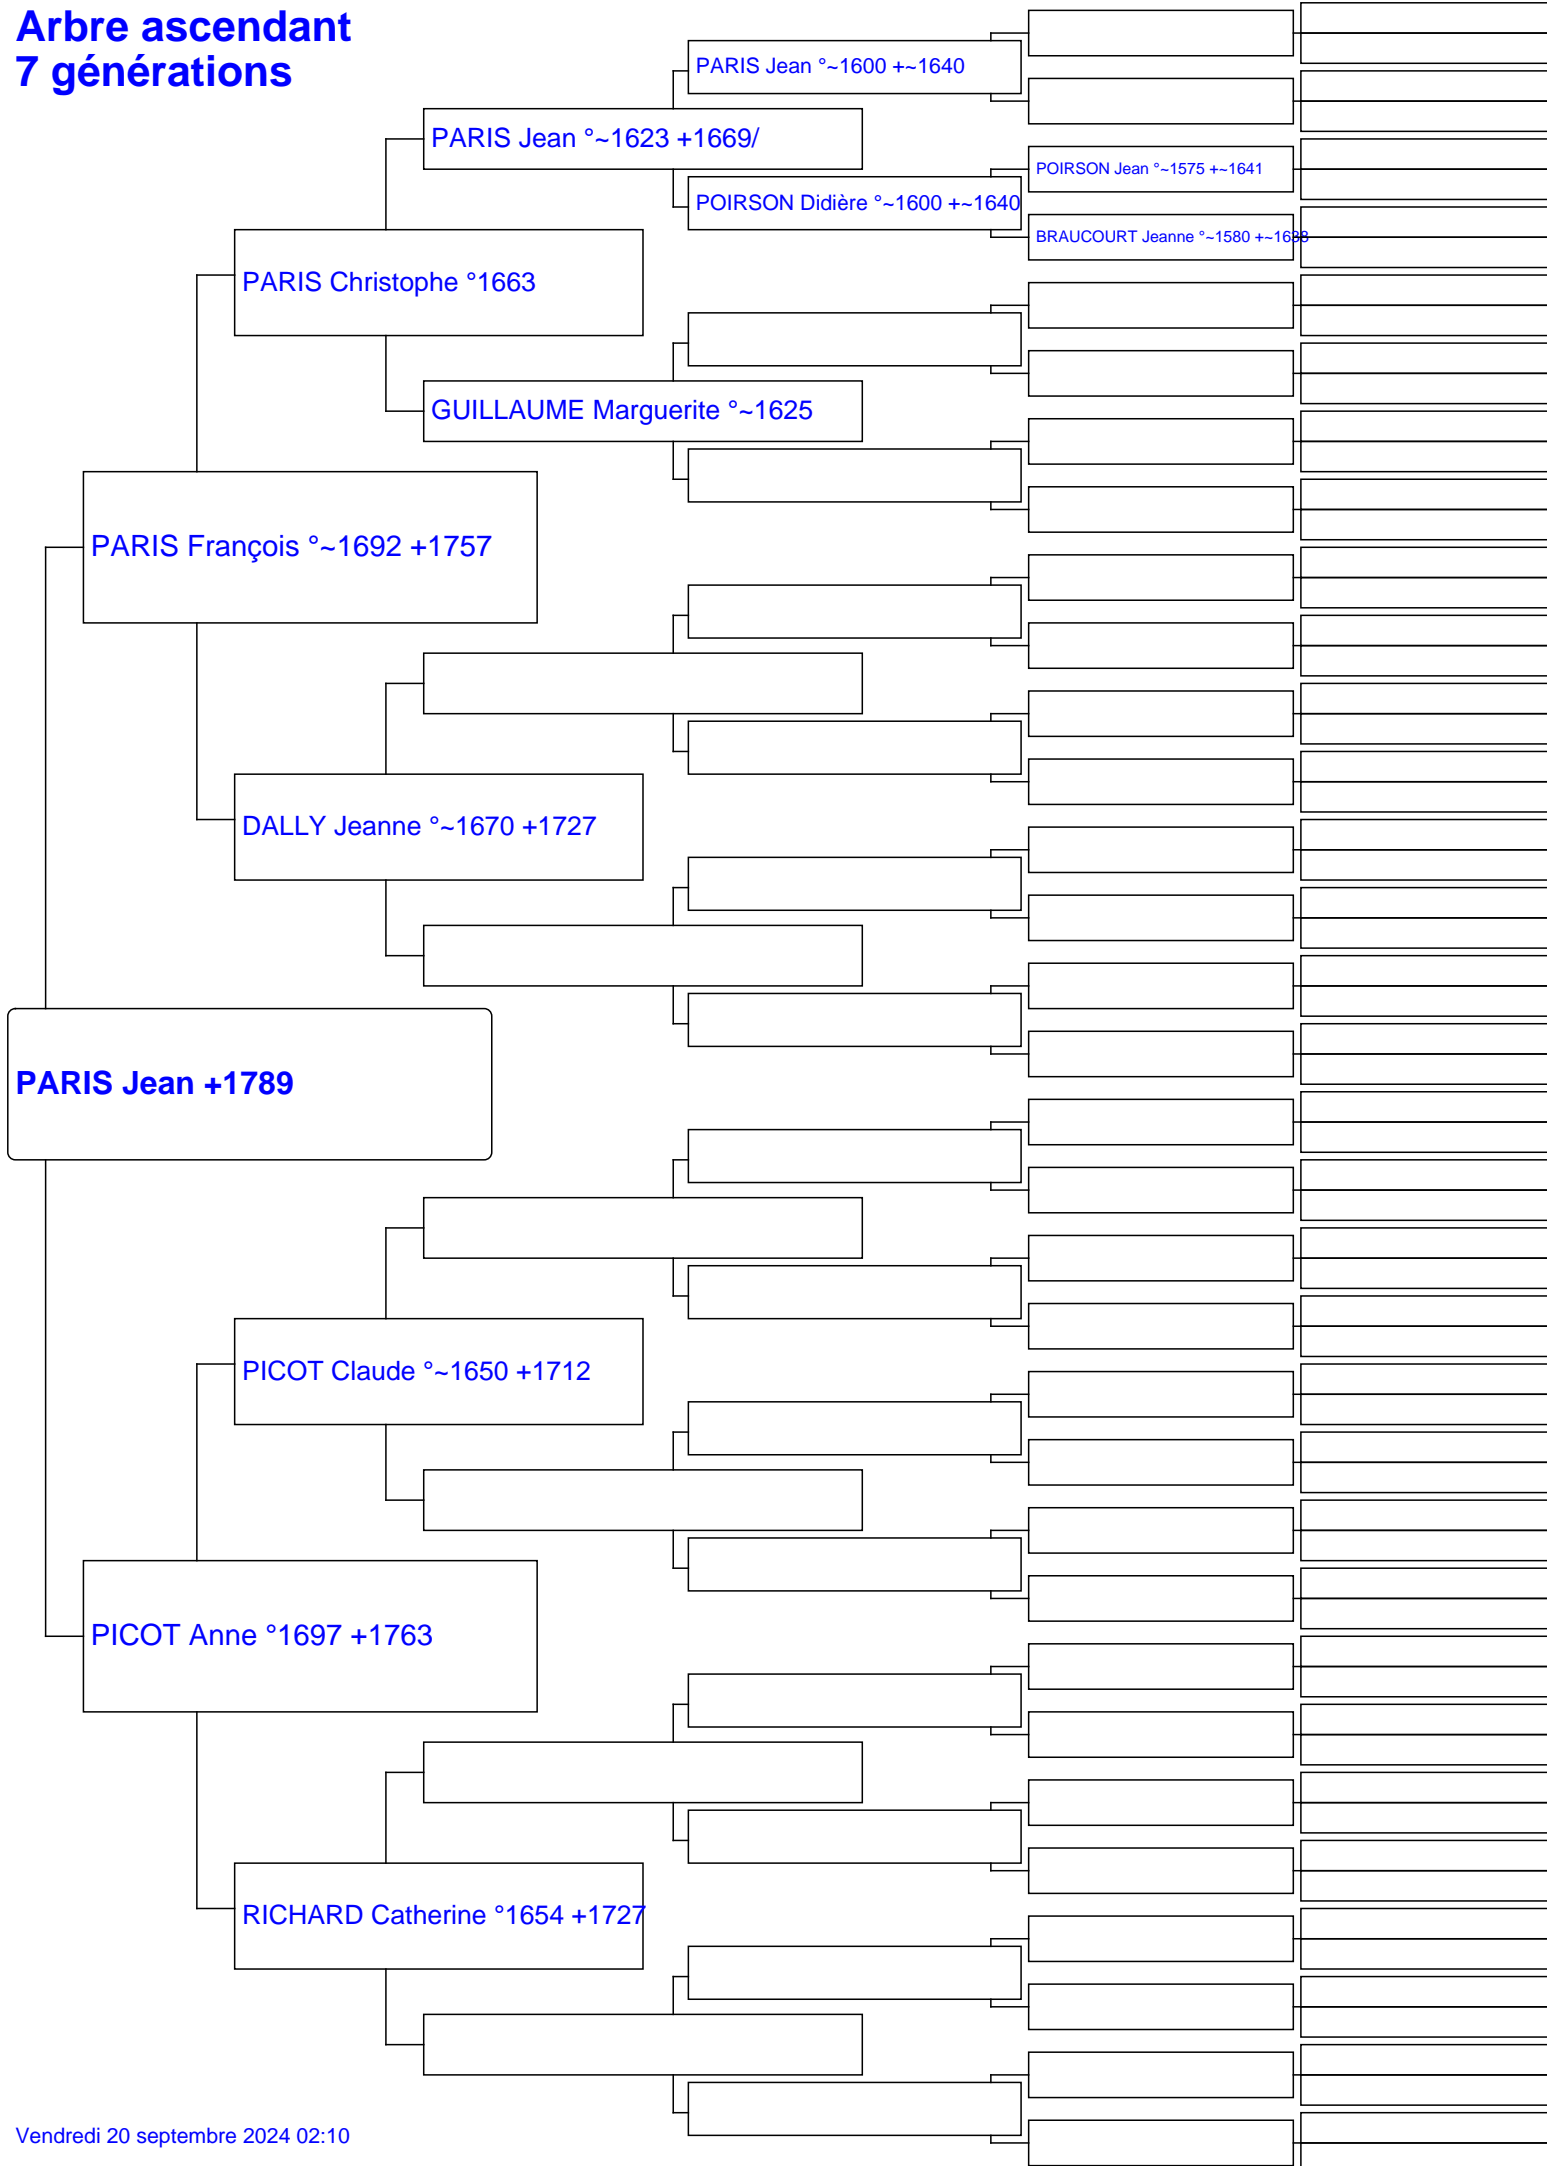 Arbre ascendant
7 générations
PARIS Jean °~1600 +~1640
PARIS Jean °~1623 +1669/
POIRSON Jean °~1575 +~1641
POIRSON Didière °~1600 +~1640
BRAUCOURT Jeanne °~1580 +~1638
PARIS Christophe °1663
GUILLAUME Marguerite °~1625
PARIS François °~1692 +1757
DALLY Jeanne °~1670 +1727
PARIS Jean +1789
PICOT Claude °~1650 +1712
PICOT Anne °1697 +1763
RICHARD Catherine °1654 +1727
Vendredi 20 septembre 2024 02:10